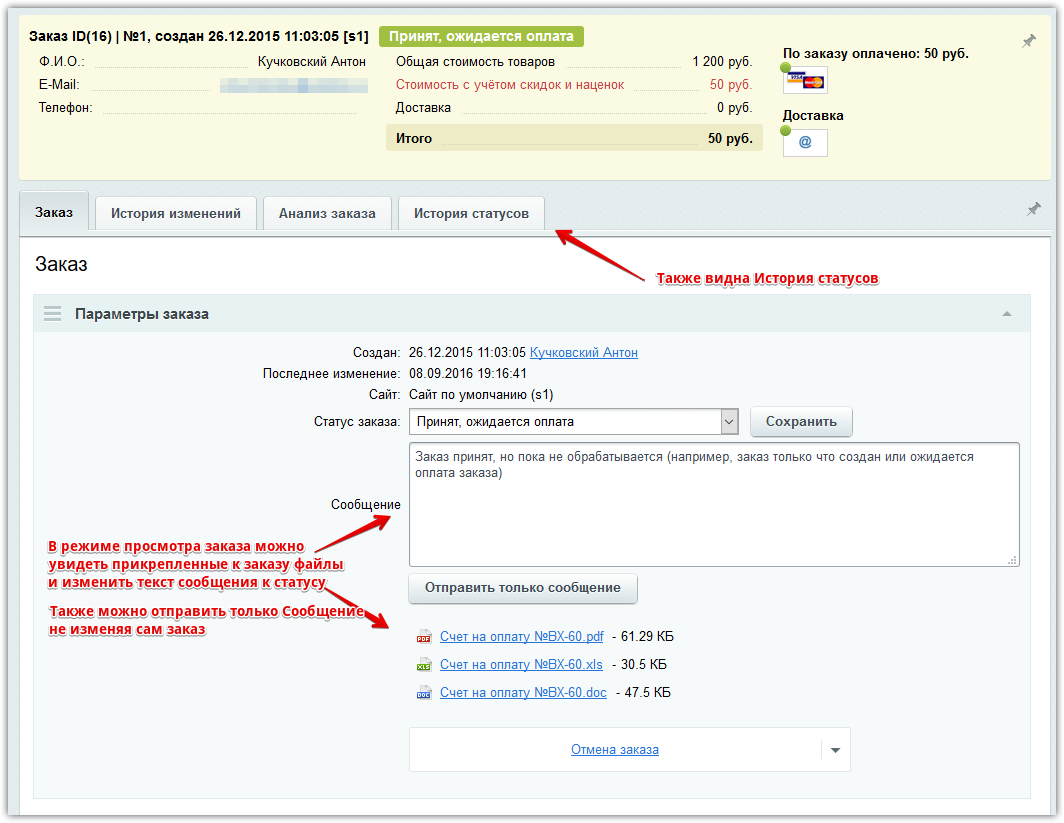 Заказ ID(16) | №1, создан 26.12.2015 11:03:05 [s1]
Принят, ожидается оплата
Ф.И.О.: Кучковский Антон
E-Mail:
Телефон:
Общая стоимость товаров 1 200 руб.
Стоимость с учётом скидок и наценок 50 руб.
Доставка 0 руб.
Итого 50 руб.
По заказу оплачено: 50 руб.
VISA MasterCard
Доставка
@
Заказ
История изменений
Анализ заказа
История статусов
Также видна История статусов
Заказ
Параметры заказа
Создан: 26.12.2015 11:03:05 Кучковский Антон
Последнее изменение: 08.09.2016 19:16:41
Сайт: Сайт по умолчанию (s1)
Статус заказа: Принят, ожидается оплата
Сохранить
Сообщение
Заказ принят, но пока не обрабатывается (например, заказ только что создан или ожидается
оплата заказа)
В режиме просмотра заказа можно
увидеть прикрепленные к заказу файлы
и изменить текст сообщения к статусу
Также можно отправить только Сообщение
не изменяя сам заказ
Отправить только сообщение
PDF Счет на оплату №BX-60.pdf - 61.29 КБ
XLS Счет на оплату №BX-60.xls - 30.5 КБ
DOC Счет на оплату №BX-60.doc - 47.5 КБ
Отмена заказа